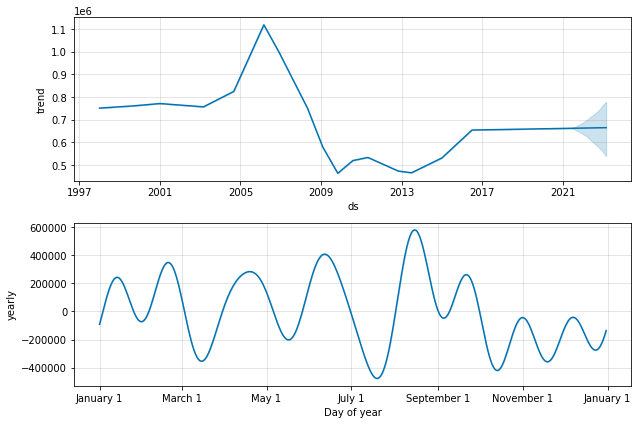 1e6
1.1
1.0
0.9
0.8
0.7
0.6
0.5
trend
1997 2001 2005 2009 2013 2017 2021
ds
600000
400000
200000
0
−200000
−400000
yearly
January 1 March 1 May 1 July 1 September 1 November 1 January 1
Day of year